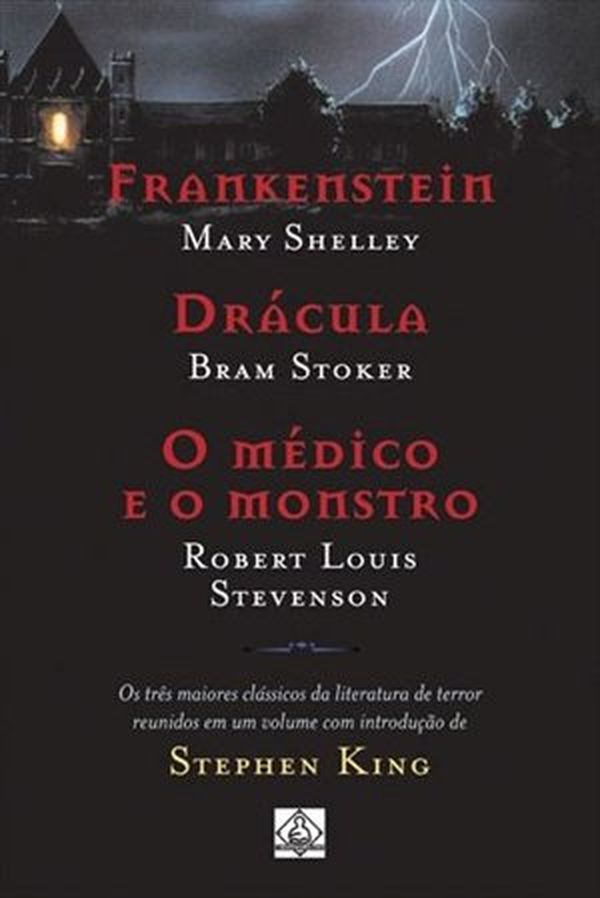 Frankenstein
Mary Shelley
Drácula
Bram Stoker
O médico
e o monstro
Robert Louis
Stevenson
Os três maiores clássicos da literatura de terror
reunidos em um volume com introdução de
Stephen King